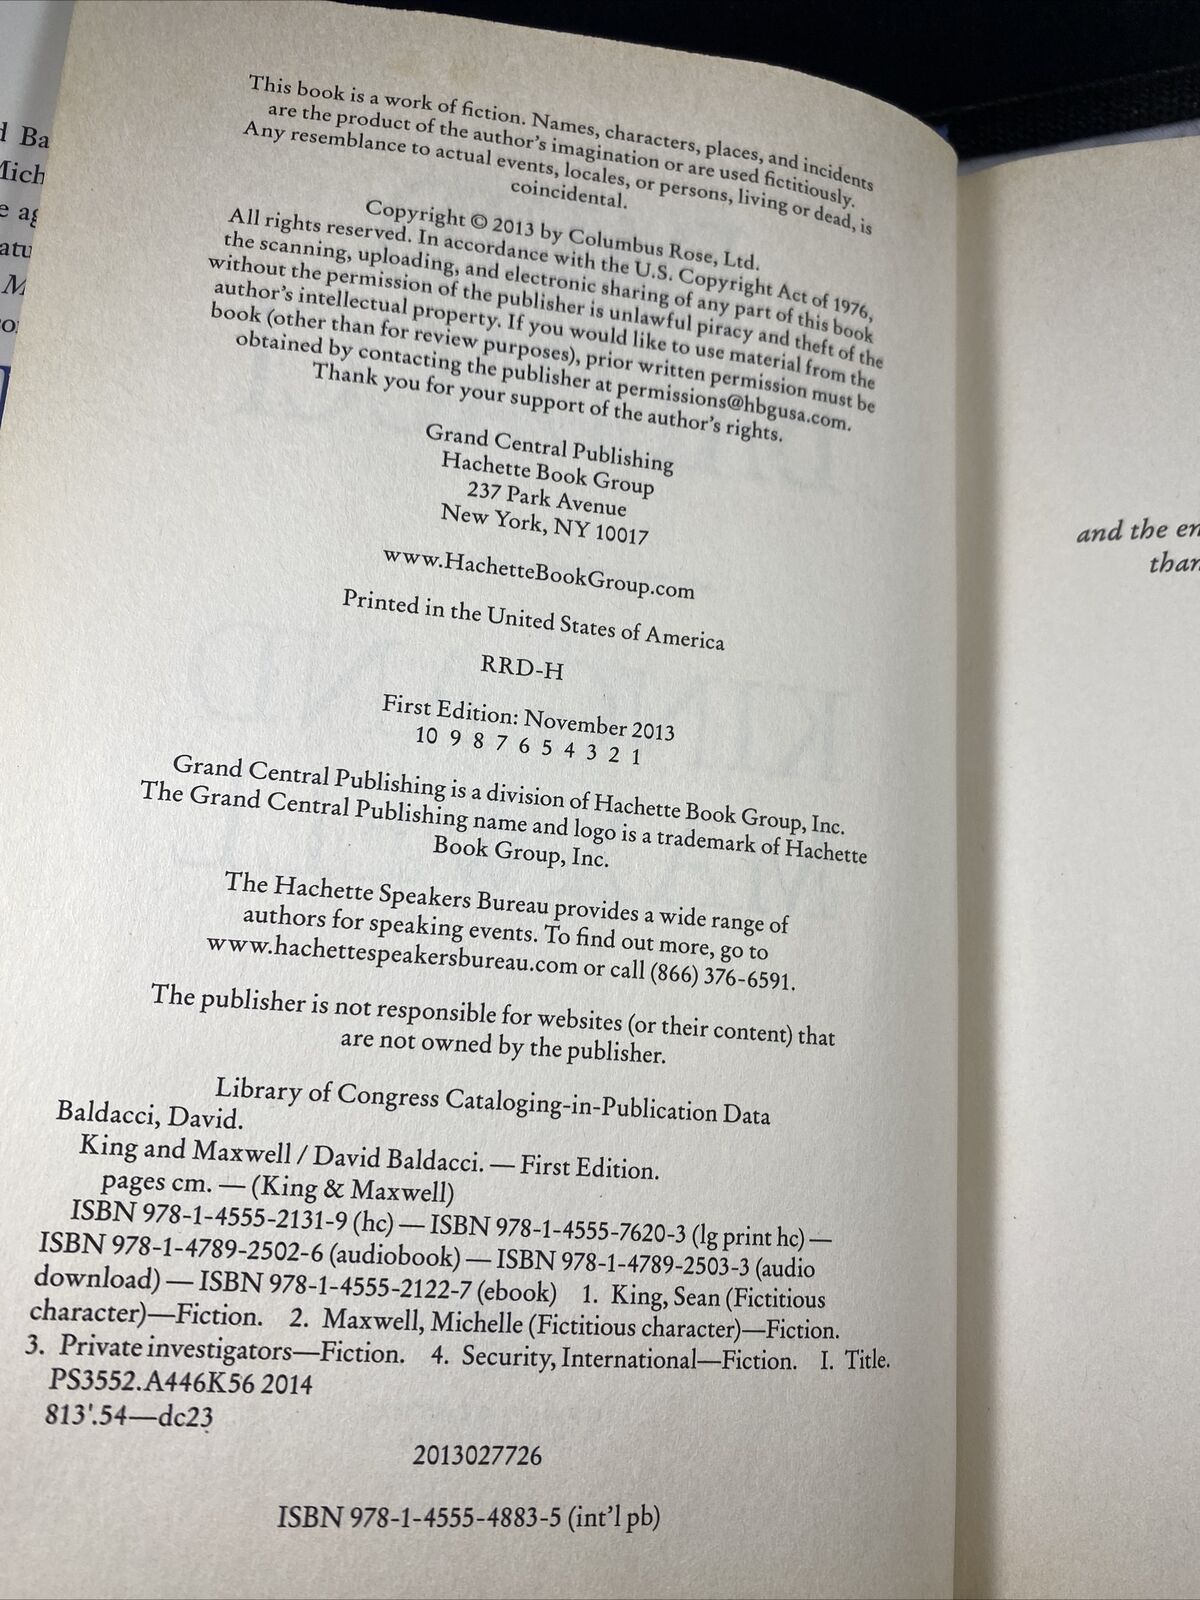 This book is a work of fiction. Names, characters, places, and incidents
are the product of the author's imagination or are used fictitiously.
Any resemblance to actual events, locales, or persons, living or dead, is
coincidental.
Copyright © 2013 by Columbus Rose, Ltd.
All rights reserved. In accordance with the U.S. Copyright Act of 1976,
the scanning, uploading, and electronic sharing of any part of this book
without the permission of the publisher is unlawful piracy and theft of the
author's intellectual property. If you would like to use material from the
book (other than for review purposes), prior written permission must be
obtained by contacting the publisher at permissions@hbgusa.com.
Thank you for your support of the author's rights.
Grand Central Publishing
Hachette Book Group
237 Park Avenue
New York, NY 10017
www.HachetteBookGroup.com
Printed in the United States of America
RRD-H
First Edition: November 2013
10 9 8 7 6 5 4 3 2 1
Grand Central Publishing is a division of Hachette Book Group, Inc.
The Grand Central Publishing name and logo is a trademark of Hachette
Book Group, Inc.
The Hachette Speakers Bureau provides a wide range of
authors for speaking events. To find out more, go to
www.hachettespeakersbureau.com or call (866) 376-6591.
The publisher is not responsible for websites (or their content) that
are not owned by the publisher.
Library of Congress Cataloging-in-Publication Data
Baldacci, David.
King and Maxwell / David Baldacci. — First Edition.
pages cm. — (King & Maxwell)
ISBN 978-1-4555-2131-9 (hc) — ISBN 978-1-4555-7620-3 (lg print hc) —
ISBN 978-1-4789-2502-6 (audiobook) — ISBN 978-1-4789-2503-3 (audio
download) — ISBN 978-1-4555-2122-7 (ebook) 1. King, Sean (Fictitious
character)—Fiction. 2. Maxwell, Michelle (Fictitious character)—Fiction.
3. Private investigators—Fiction. 4. Security, International—Fiction. I. Title.
PS3552.A446K56 2014
813'.54—dc23
2013027726
ISBN 978-1-4555-4883-5 (int'l pb)
and the